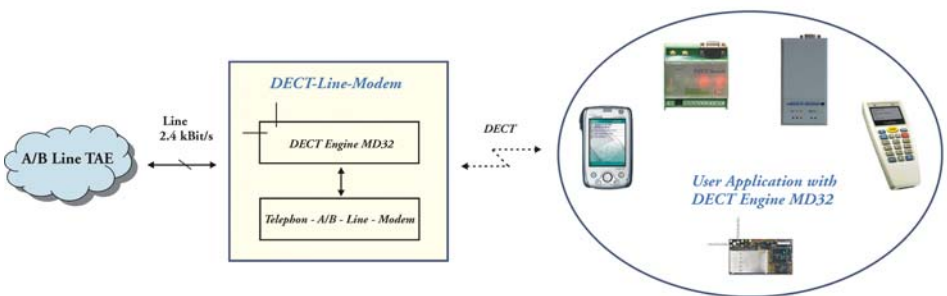 DECT-Line-Modem
Line
2.4 kBit/s
A/B Line TAE
DECT Engine MD32
Telephon - A/B - Line - Modem
DECT
User Application with
DECT Engine MD32